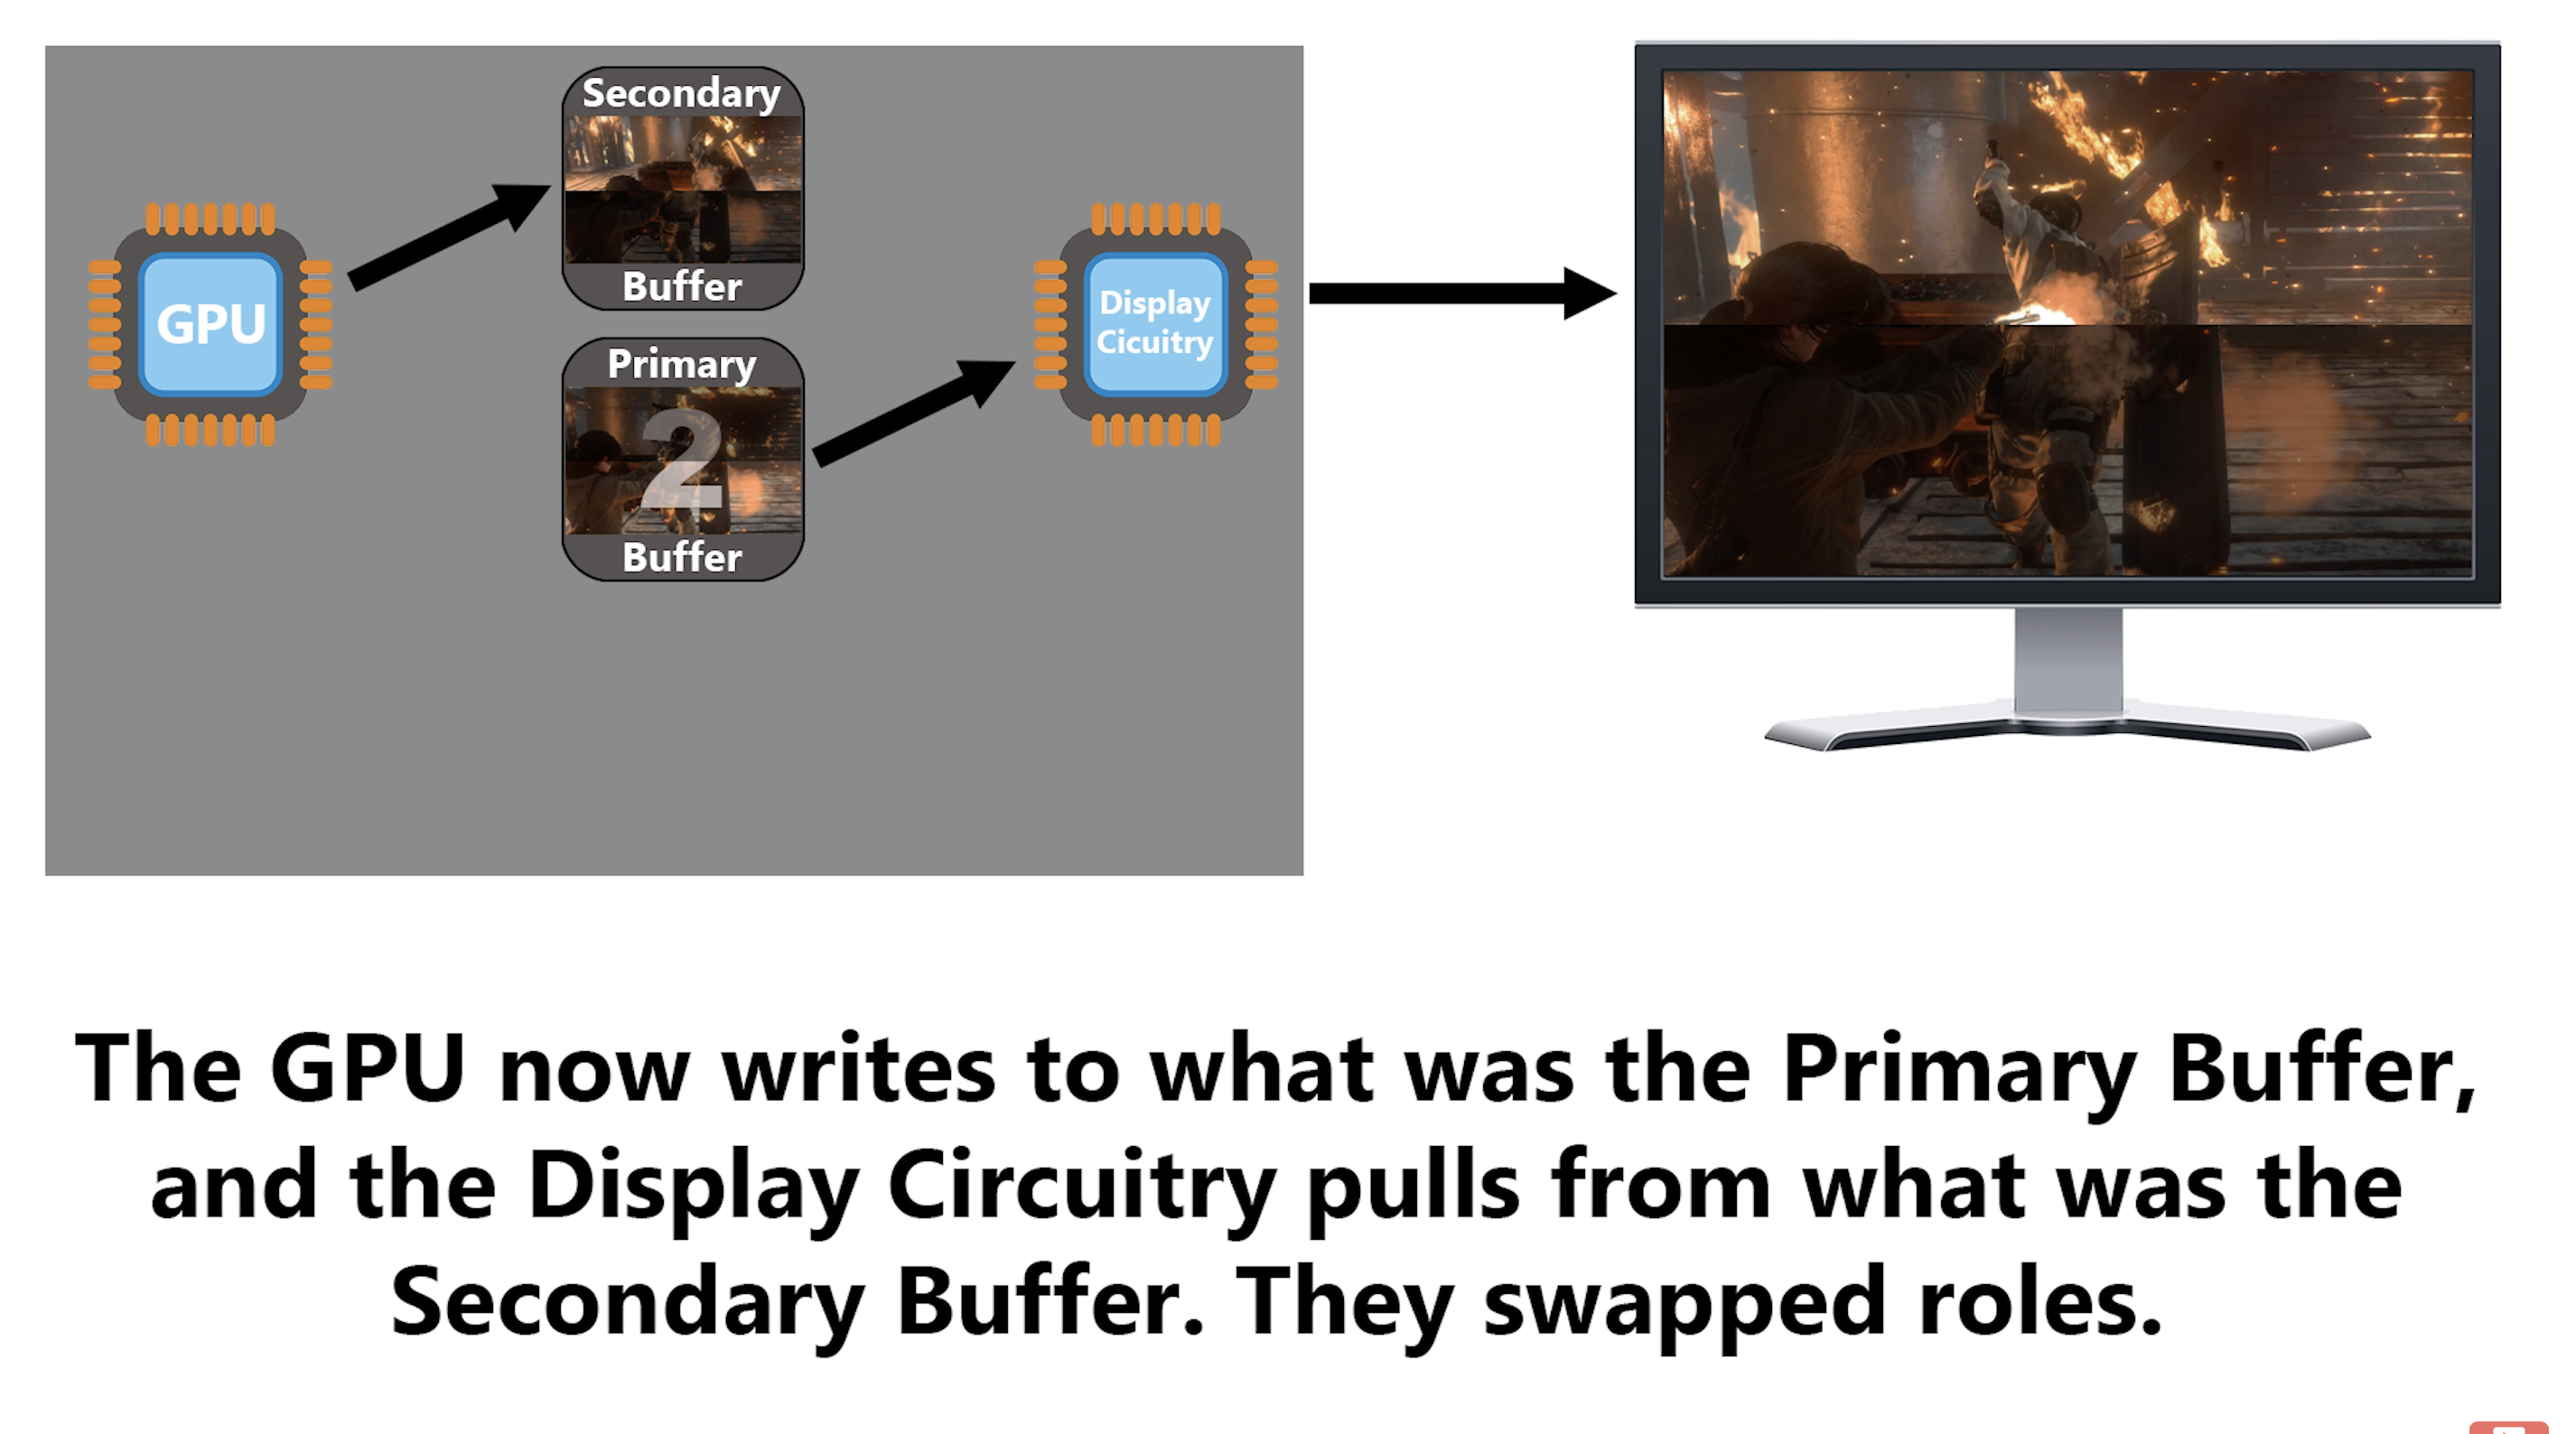 Secondary
Buffer
GPU
Primary
2
Buffer
Display
Cicuitry
The GPU now writes to what was the Primary Buffer,
and the Display Circuitry pulls from what was the
Secondary Buffer. They swapped roles.